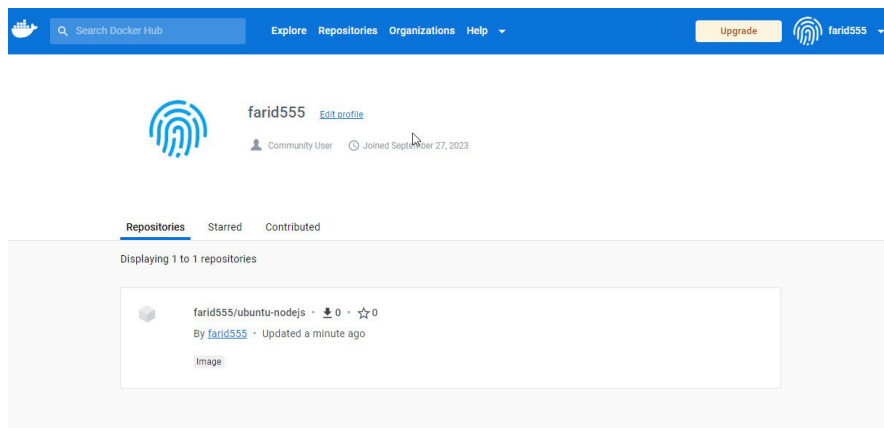 Search Docker Hub Explore Repositories Organizations Help Upgrade farid555
farid555 Edit profile
Community User Joined September 27, 2023
Repositories Starred Contributed
Displaying 1 to 1 repositories
farid555/ubuntu-nodejs • 0 • 0
By farid555 • Updated a minute ago
Image